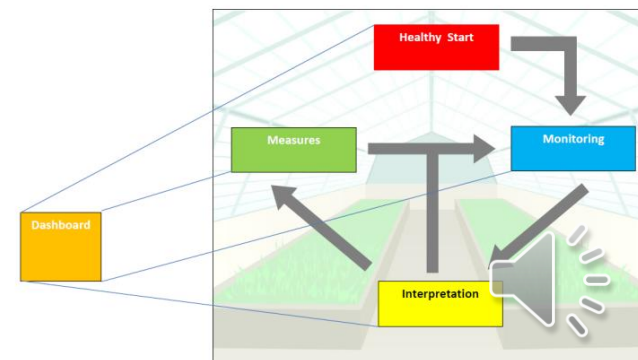 Healthy Start
Measures
Monitoring
Dashboard
Interpretation